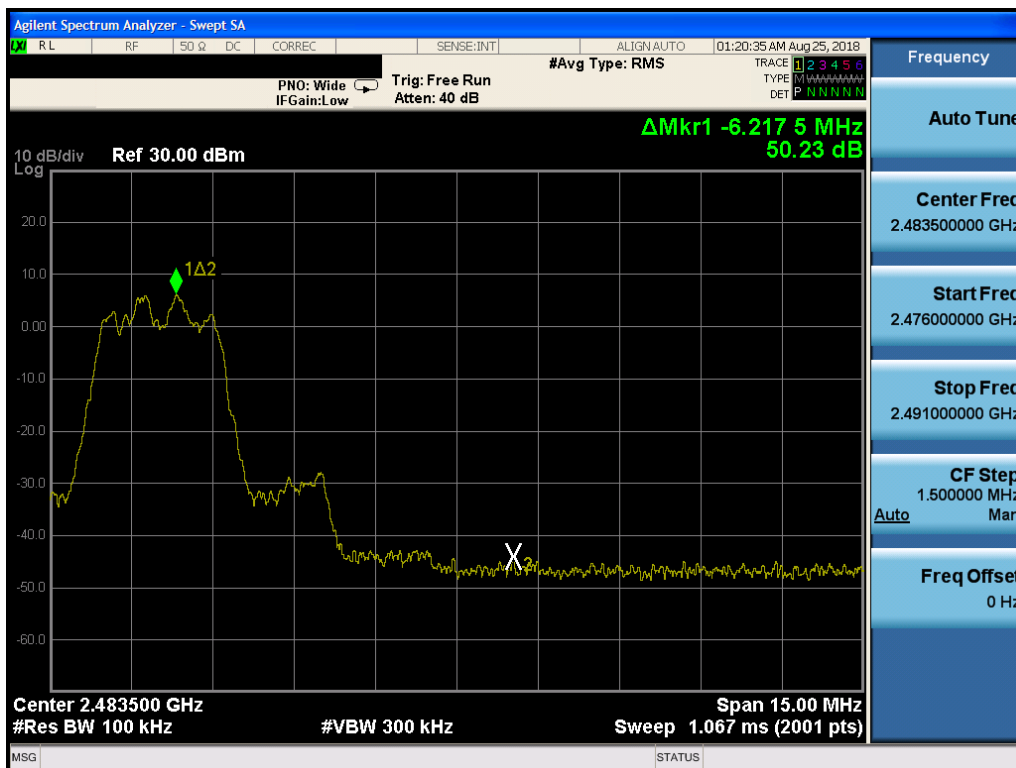 Agilent Spectrum Analyzer - Swept SA
LXI RL RF 50 Ω DC CORREC SENSE:INT ALIGNAUTO 01:20:35 AM Aug 25, 2018
PNO: Wide
IFGain:Low
Trig: Free Run
Atten: 40 dB
#Avg Type: RMS
TRACE 1 2 3 4 5 6
TYPE M WWWWW
DET P N N N N N
ΔMkr1 -6.217 5 MHz
50.23 dB
10 dB/div Ref 30.00 dBm
Log
20.0
10.0
0.00
-10.0
-20.0
-30.0
-40.0
-50.0
-60.0
1Δ2
X2
Center 2.483500 GHz Span 15.00 MHz
#Res BW 100 kHz #VBW 300 kHz Sweep 1.067 ms (2001 pts)
MSG STATUS
Frequency
Auto Tune
Center Freq
2.483500000 GHz
Start Freq
2.476000000 GHz
Stop Freq
2.491000000 GHz
CF Step
1.500000 MHz
Auto Man
Freq Offset
0 Hz